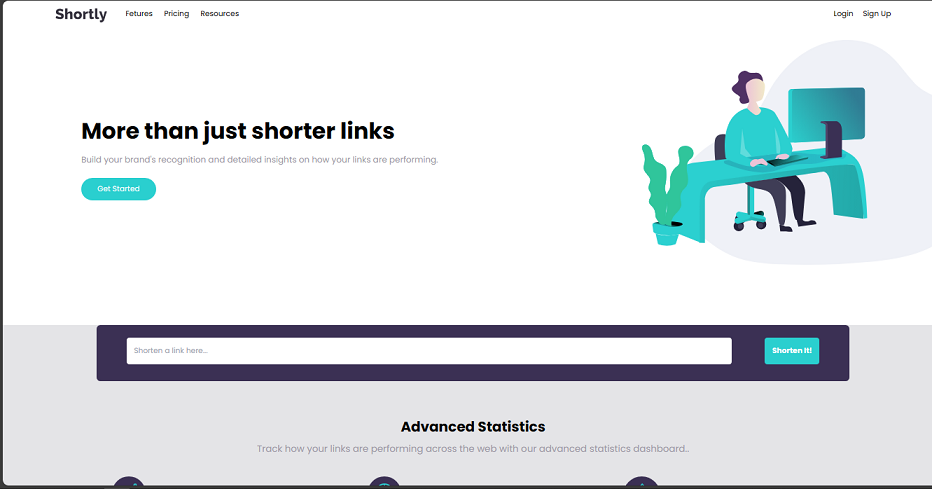 Shortly Fetures Pricing Resources Login Sign Up
More than just shorter links
Build your brand's recognition and detailed insights on how your links are performing.
Get Started
Shorten a link here... Shorten It!
Advanced Statistics
Track how your links are performing across the web with our advanced statistics dashboard..